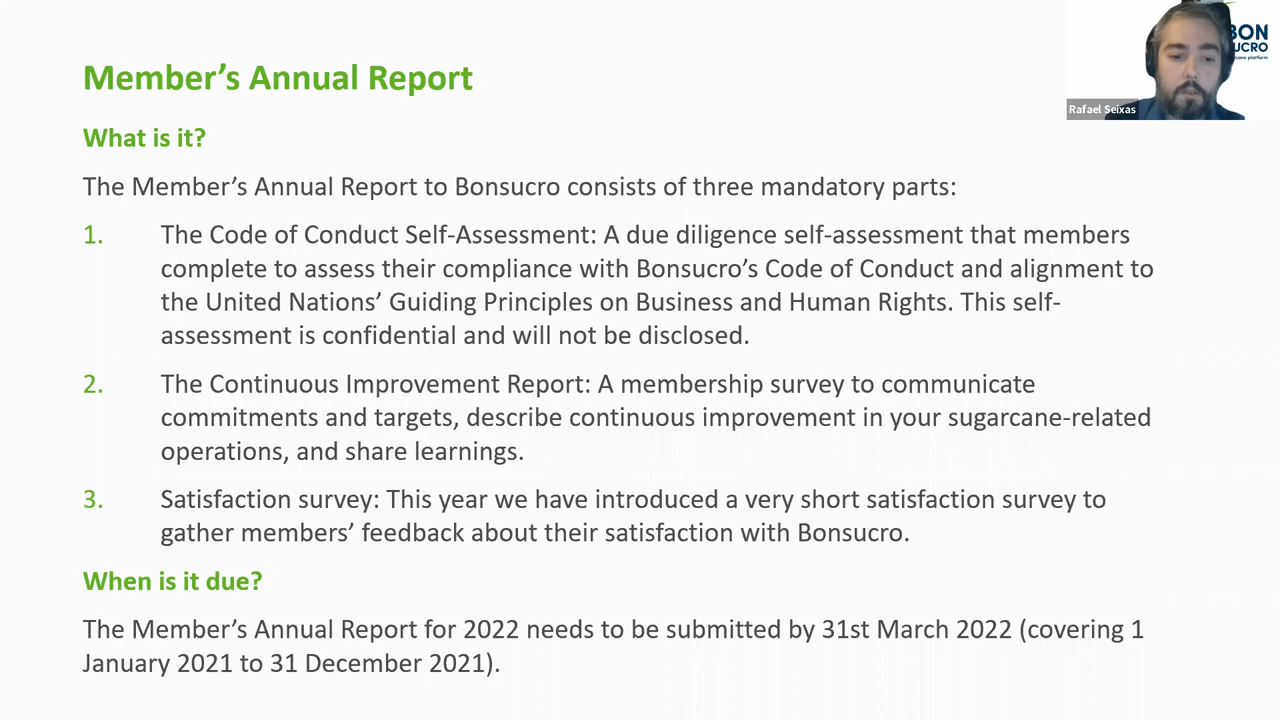 Member’s Annual Report
What is it?
The Member’s Annual Report to Bonsucro consists of three mandatory parts:
1. The Code of Conduct Self-Assessment: A due diligence self-assessment that members
complete to assess their compliance with Bonsucro’s Code of Conduct and alignment to
the United Nations’ Guiding Principles on Business and Human Rights. This self-
assessment is confidential and will not be disclosed.
2. The Continuous Improvement Report: A membership survey to communicate
commitments and targets, describe continuous improvement in your sugarcane-related
operations, and share learnings.
3. Satisfaction survey: This year we have introduced a very short satisfaction survey to
gather members’ feedback about their satisfaction with Bonsucro.
When is it due?
The Member’s Annual Report for 2022 needs to be submitted by 31st March 2022 (covering 1
January 2021 to 31 December 2021).
BON
UCRO
platform
Rafael Seixas